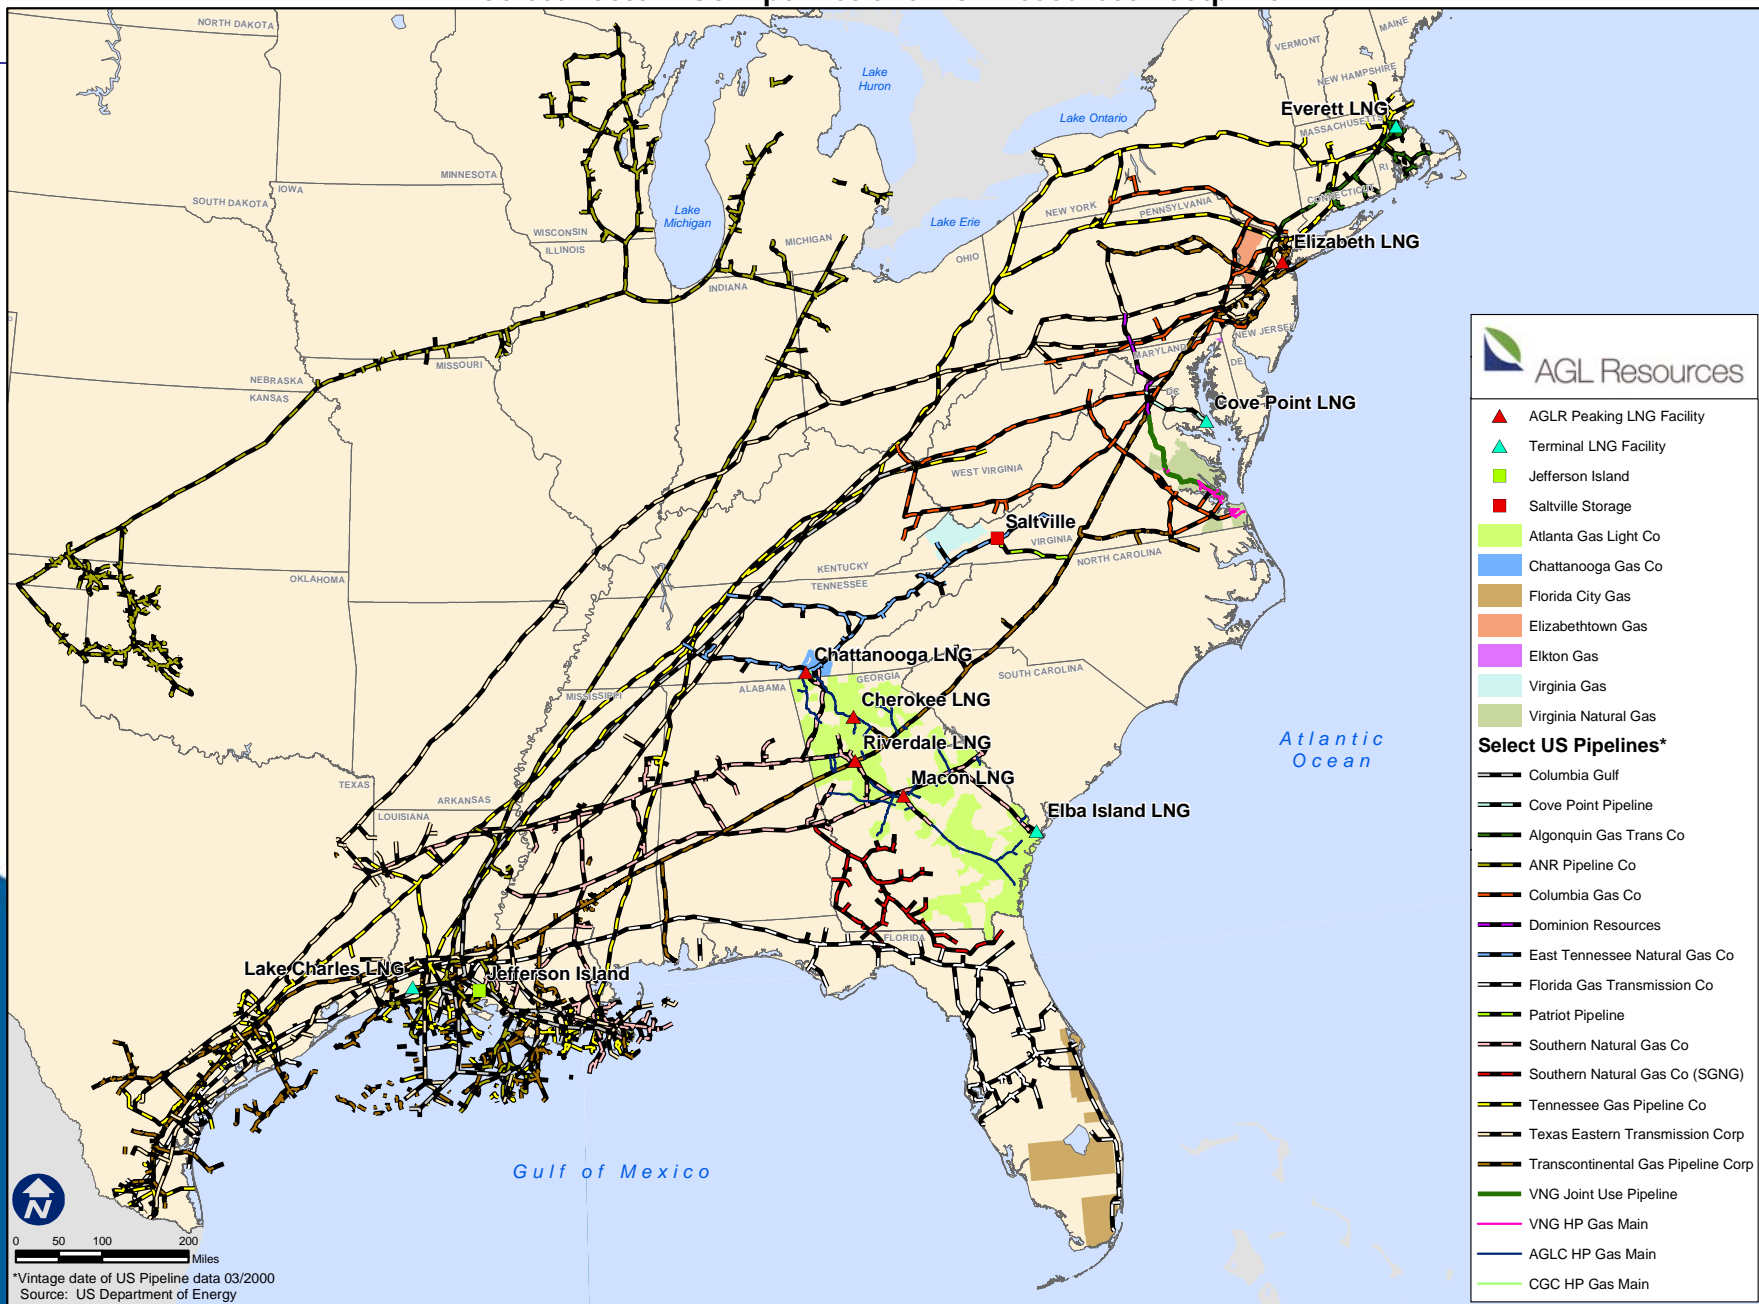 NORTH DAKOTA
MAINE
VERMONT
NEW HAMPSHIRE
Lake
Huron
Everett LNG
Lake Ontario
MASSACHUSETTS
RI
MINNESOTA
IOWA
SOUTH DAKOTA
CONNECTICUT
Lake
Michigan
NEW YORK
PENNSYLVANIA
Lake Erie
WISCONSIN
ILLINOIS
MICHIGAN
Elizabeth LNG
OHIO
INDIANA
NEW JERSEY
MARYLAND
DE
MISSOURI
NEBRASKA
KANSAS
DC
Cove Point LNG
WEST VIRGINIA
Saltville
VIRGINIA
NORTH CAROLINA
KENTUCKY
TENNESSEE
OKLAHOMA
Chattanooga LNG
GEORGIA
SOUTH CAROLINA
ALABAMA
MISSISSIPPI
Cherokee LNG
Riverdale LNG
Macon LNG
Atlantic
Ocean
TEXAS
ARKANSAS
LOUISIANA
Elba Island LNG
FLORIDA
Lake Charles LNG
Jefferson Island
Gulf of Mexico
N
0 50 100 200
Miles
*Vintage date of US Pipeline data 03/2000
Source: US Department of Energy
AGL Resources
AGLR Peaking LNG Facility
Terminal LNG Facility
Jefferson Island
Saltville Storage
Atlanta Gas Light Co
Chattanooga Gas Co
Florida City Gas
Elizabethtown Gas
Elkton Gas
Virginia Gas
Virginia Natural Gas
Select US Pipelines*
Columbia Gulf
Cove Point Pipeline
Algonquin Gas Trans Co
ANR Pipeline Co
Columbia Gas Co
Dominion Resources
East Tennessee Natural Gas Co
Florida Gas Transmission Co
Patriot Pipeline
Southern Natural Gas Co
Southern Natural Gas Co (SGNG)
Tennessee Gas Pipeline Co
Texas Eastern Transmission Corp
Transcontinental Gas Pipeline Corp
VNG Joint Use Pipeline
VNG HP Gas Main
AGLC HP Gas Main
CGC HP Gas Main